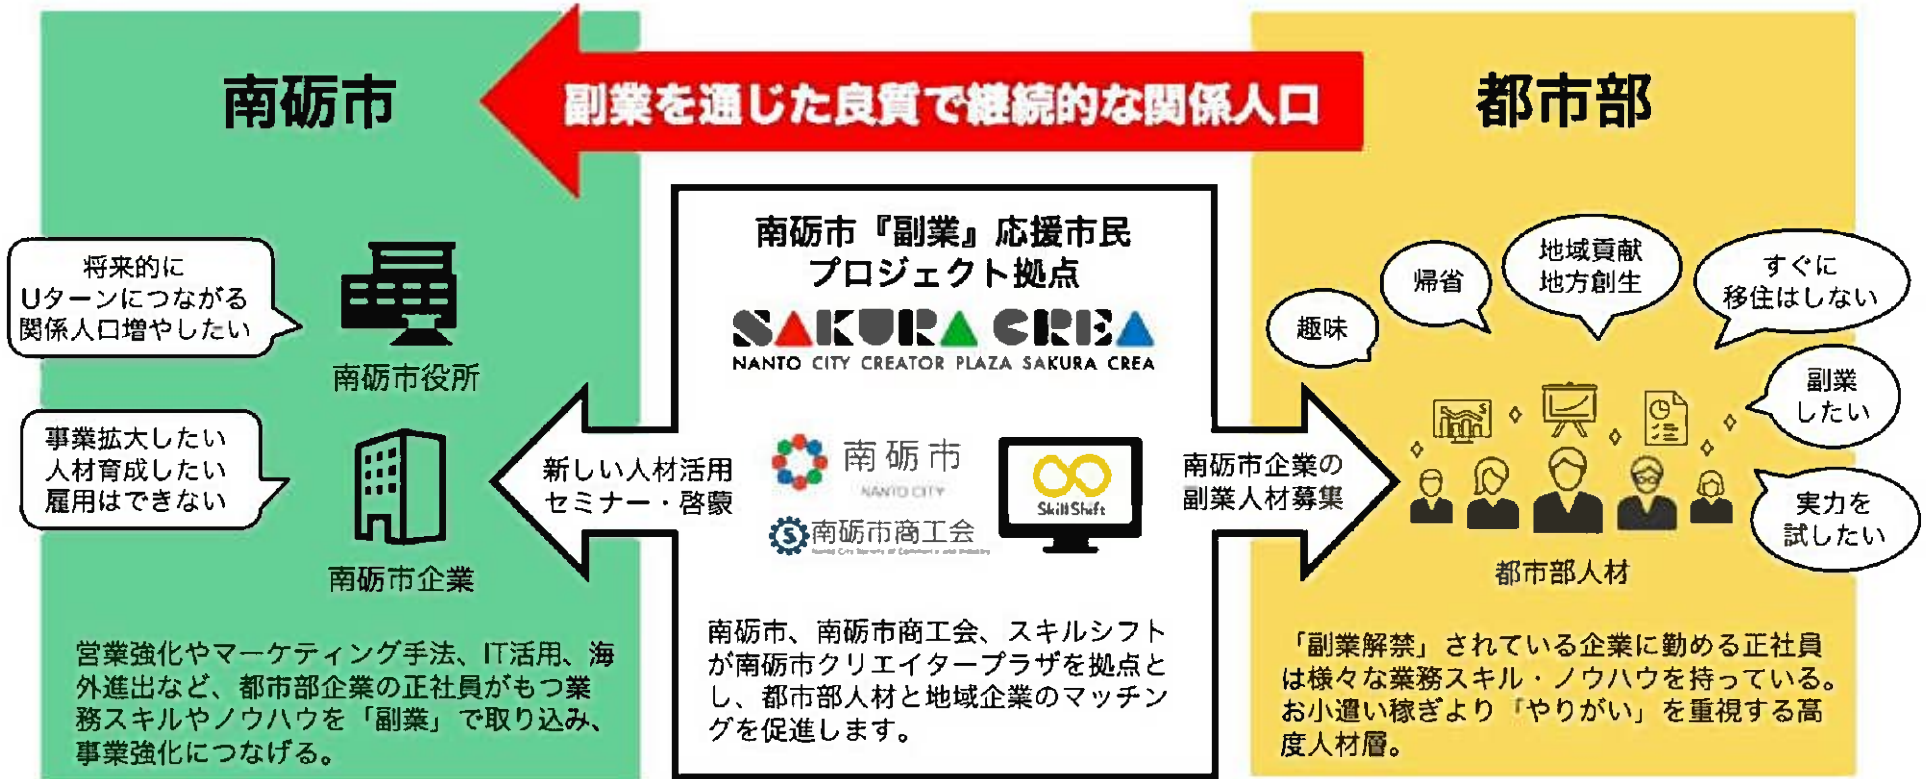 南砺市
副業を通じた良質で継続的な関係人口
都市部
将来的に
Uターンにつながる
関係人口増やしたい
南砺市役所
事業拡大したい
人材育成したい
雇用はできない
南砺市企業
営業強化やマーケティング手法、IT活用、海
外進出など、都市部企業の正社員がもつ業
務スキルやノウハウを「副業」で取り込み、
事業強化につなげる。
南砺市『副業』応援市民
プロジェクト拠点
SAKURA CREA
NANTO CITY CREATOR PLAZA SAKURA CREA
新しい人材活用
セミナー・啓蒙
南砺市
NANTO CITY
南砺市商工会
Nanto City Society of Commerce and Industry
SkillShift
南砺市企業の
副業人材募集
南砺市、南砺市商工会、スキルシフト
が南砺市クリエイタープラザを拠点と
し、都市部人材と地域企業のマッチン
グを促進します。
趣味
帰省
地域貢献
地方創生
すぐに
移住はしない
副業
したい
実力を
試したい
都市部人材
「副業解禁」されている企業に勤める正社員
は様々な業務スキル・ノウハウを持っている。
お小遣い稼ぎより「やりがい」を重視する高
度人材層。